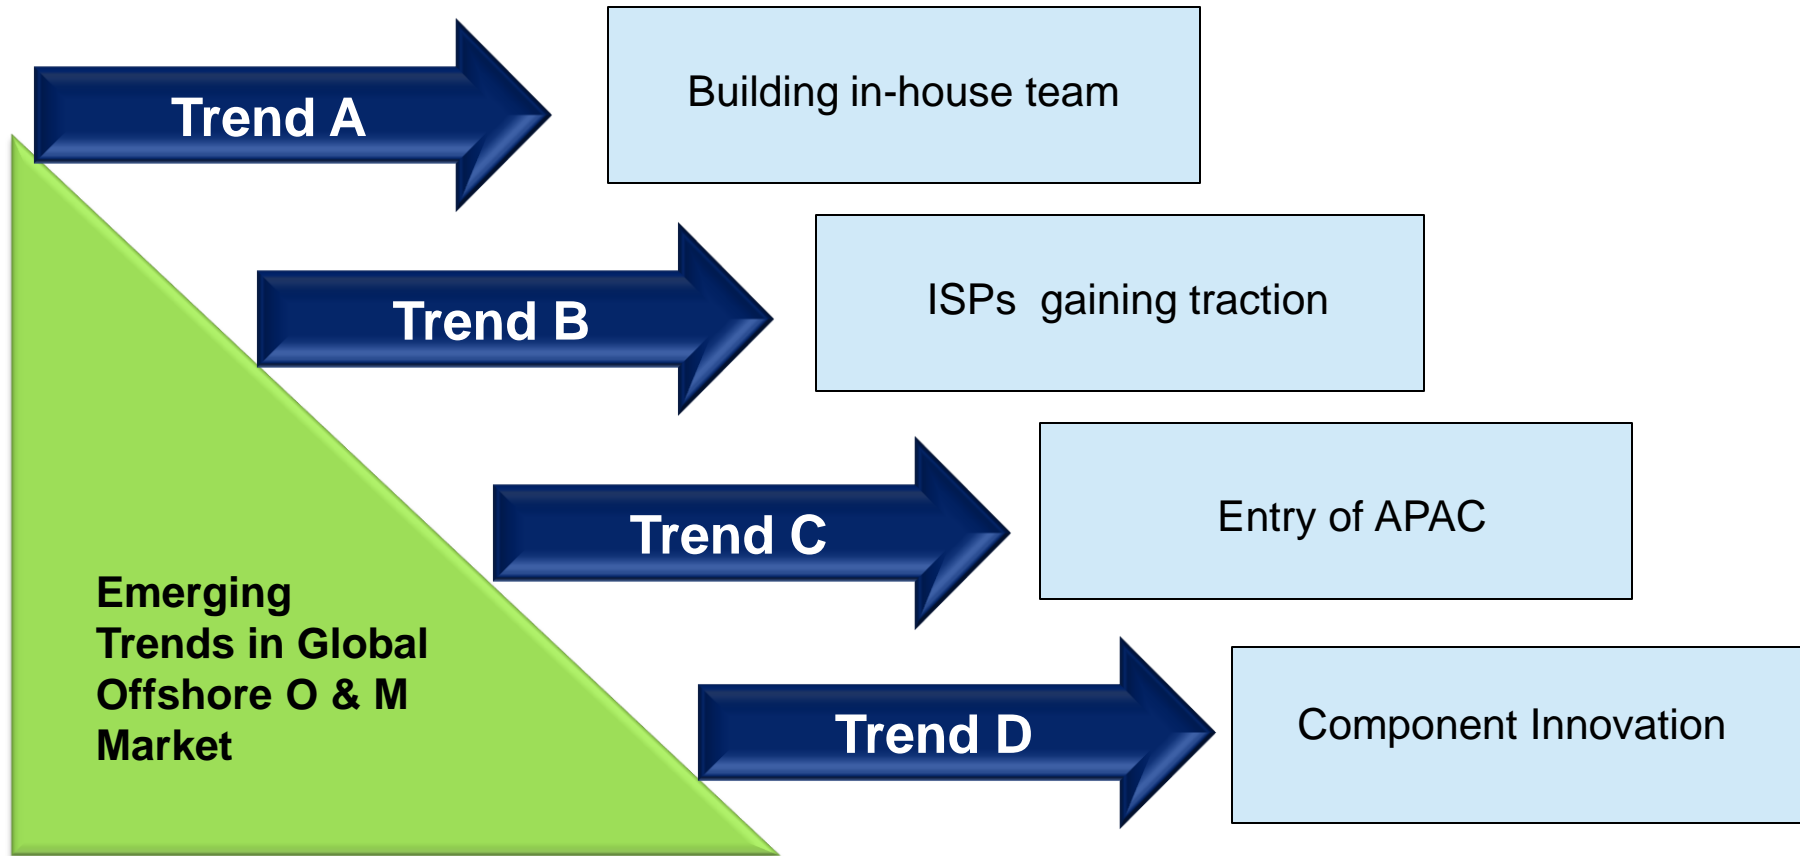 Trend A
Building in-house team
Trend B
ISPs  gaining traction
Trend C
Entry of APAC
Trend D
Component Innovation
Emerging
Trends in Global
Offshore O & M
Market